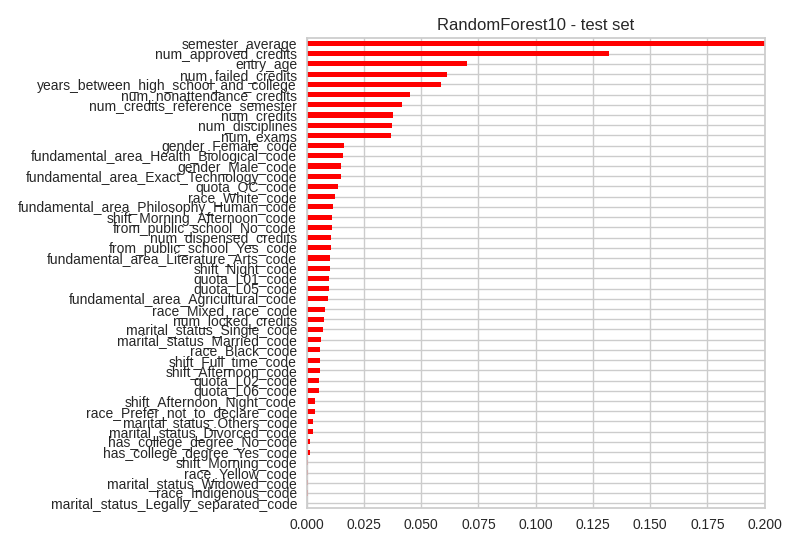 RandomForest10 - test set
semester_average
num_approved_credits
entry_age
num_failed_credits
years_between_high_school_and_college
num_nonattendance_credits
num_credits_reference_semester
num_credits
num_disciplines
num_exams
gender_Female_code
fundamental_area_Health_Biological_code
gender_Male_code
fundamental_area_Exact_Technology_code
quota_QC_code
race_White_code
fundamental_area_Philosophy_Human_code
shift_Morning_Afternoon_code
from_public_school_No_code
num_dispensed_credits
from_public_school_Yes_code
fundamental_area_Literature_Arts_code
shift_Night_code
quota_L01_code
quota_L05_code
fundamental_area_Agricultural_code
race_Mixed_race_code
num_locked_credits
marital_status_Single_code
marital_status_Married_code
race_Black_code
shift_Full_time_code
shift_Afternoon_code
quota_L02_code
quota_L06_code
shift_Afternoon_Night_code
race_Prefer_not_to_declare_code
marital_status_Others_code
marital_status_Divorced_code
has_college_degree_No_code
has_college_degree_Yes_code
shift_Morning_code
race_Yellow_code
marital_status_Widowed_code
race_Indigenous_code
marital_status_Legally_separated_code
0.000 0.025 0.050 0.075 0.100 0.125 0.150 0.175 0.200